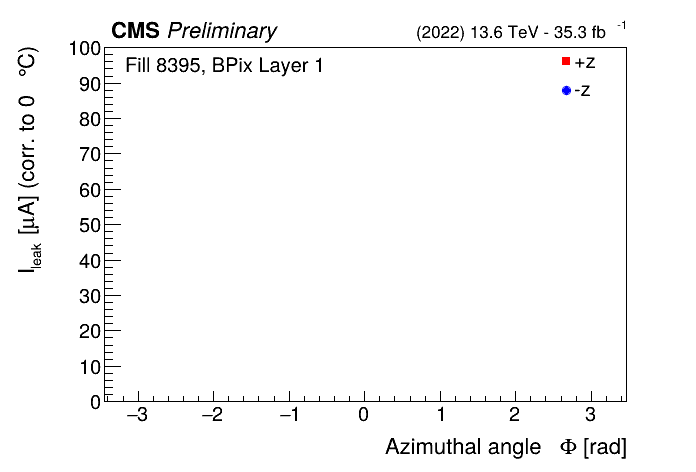 CMS Preliminary
(2022) 13.6 TeV - 35.3 fb -1
Fill 8395, BPix Layer 1
+z
-z
I leak [μA] (corr. to 0 °C)
100
90
80
70
60
50
40
30
20
10
0
−3 −2 −1 0 1 2 3
Azimuthal angle Φ [rad]